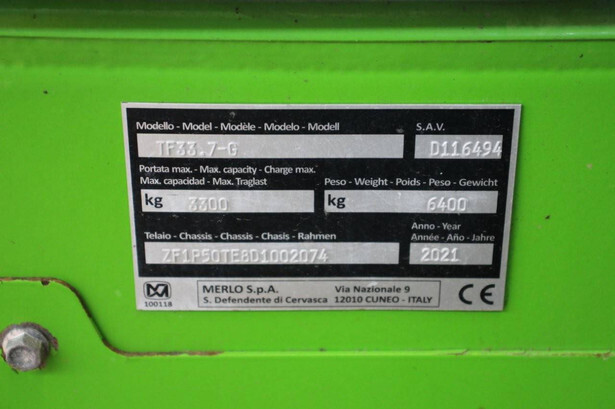 Modello - Model - Modèle - Modelo - Modell S.A.V.
TF33.7-G D116494
Portata max. - Max. capacity - Charge max.
Max. capacidad - Max. Traglast Peso - Weight - Poids - Peso - Gewicht
kg 3300 kg 6400
Telaio - Chassis - Chassis - Chasis - Rahmen Anno - Year
Année - Año - Jahre
ZF1P50TE8D1002074 2021
100118 MERLO S.p.A. Via Nazionale 9
S. Defendente di Cervasca 12010 CUNEO - ITALY CE